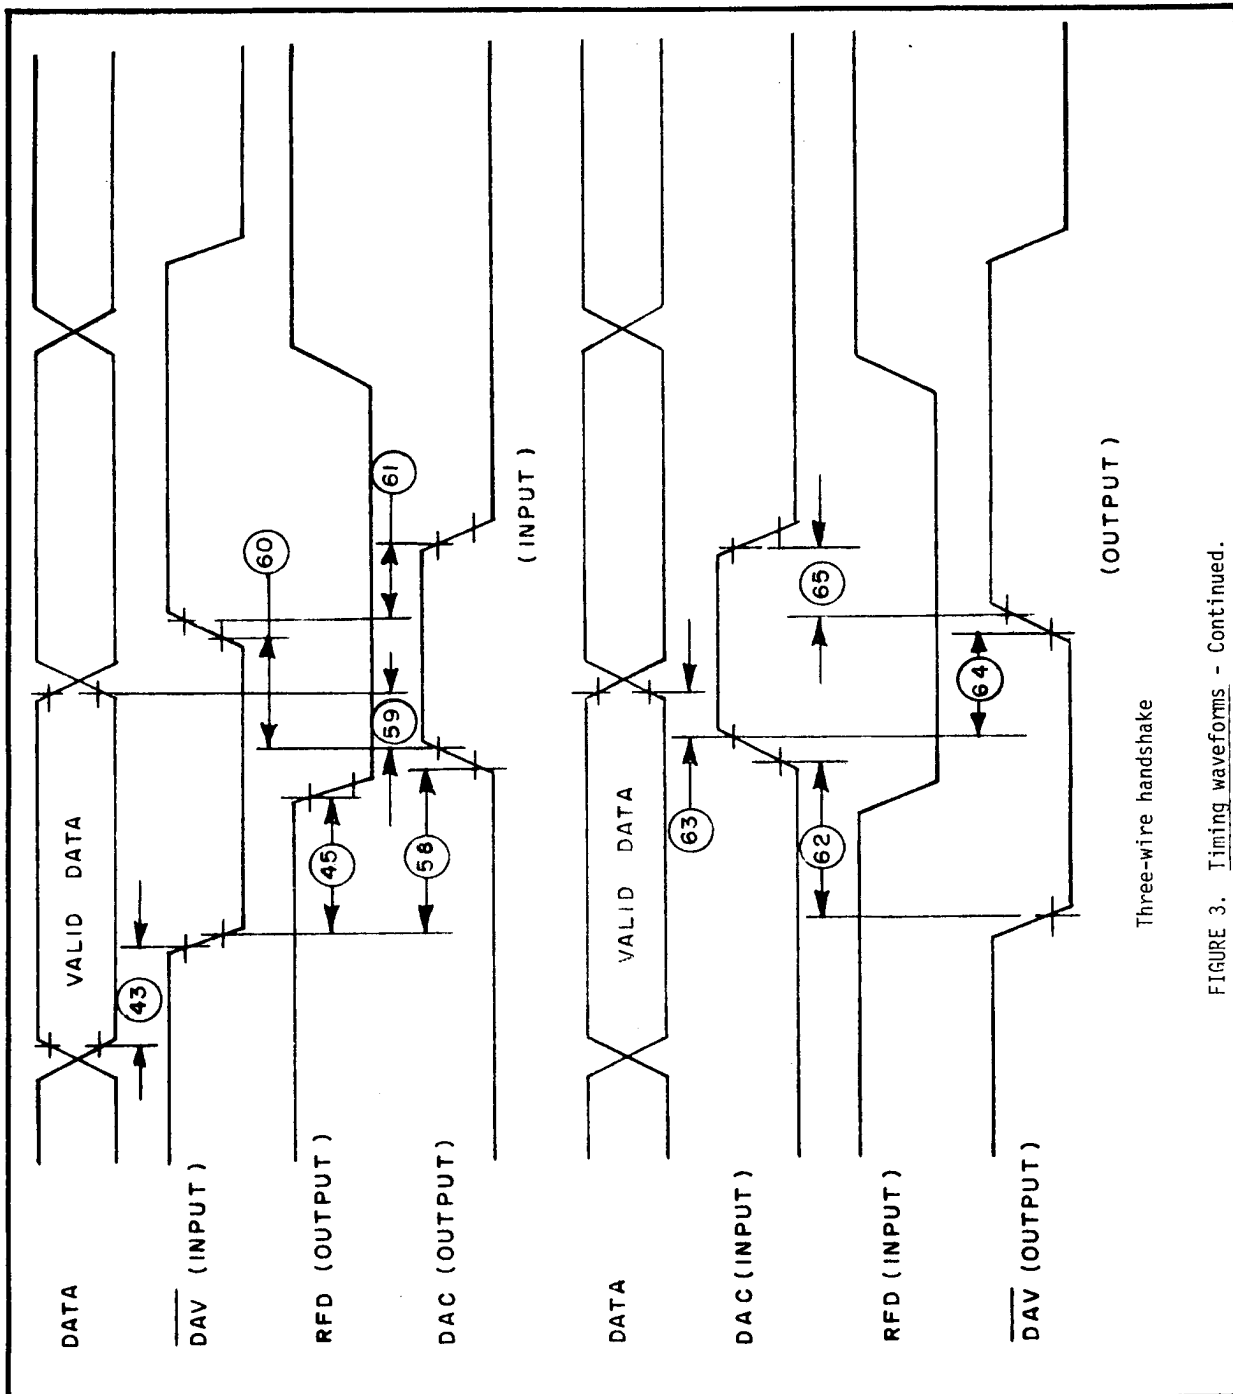 DATA
VALID DATA
43
DAV (INPUT)
60
RFD (OUTPUT)
45
59
61
DAC (OUTPUT)
58
(INPUT)
DATA
VALID DATA
63
DAC (INPUT)
62
65
RFD (INPUT)
64
DAV (OUTPUT)
(OUTPUT)
Three-wire handshake
FIGURE 3. Timing waveforms - Continued.